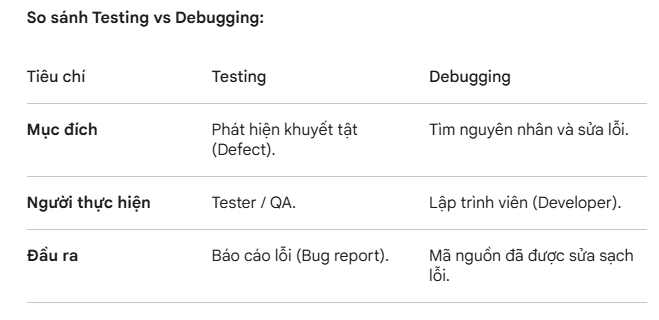 So sánh Testing vs Debugging:
Tiêu chí Testing Debugging
Mục đích Phát hiện khuyết tật Tìm nguyên nhân và sửa lỗi.
(Defect).
Người thực hiện Tester / QA. Lập trình viên (Developer).
Đầu ra Báo cáo lỗi (Bug report). Mã nguồn đã được sửa sạch
lỗi.